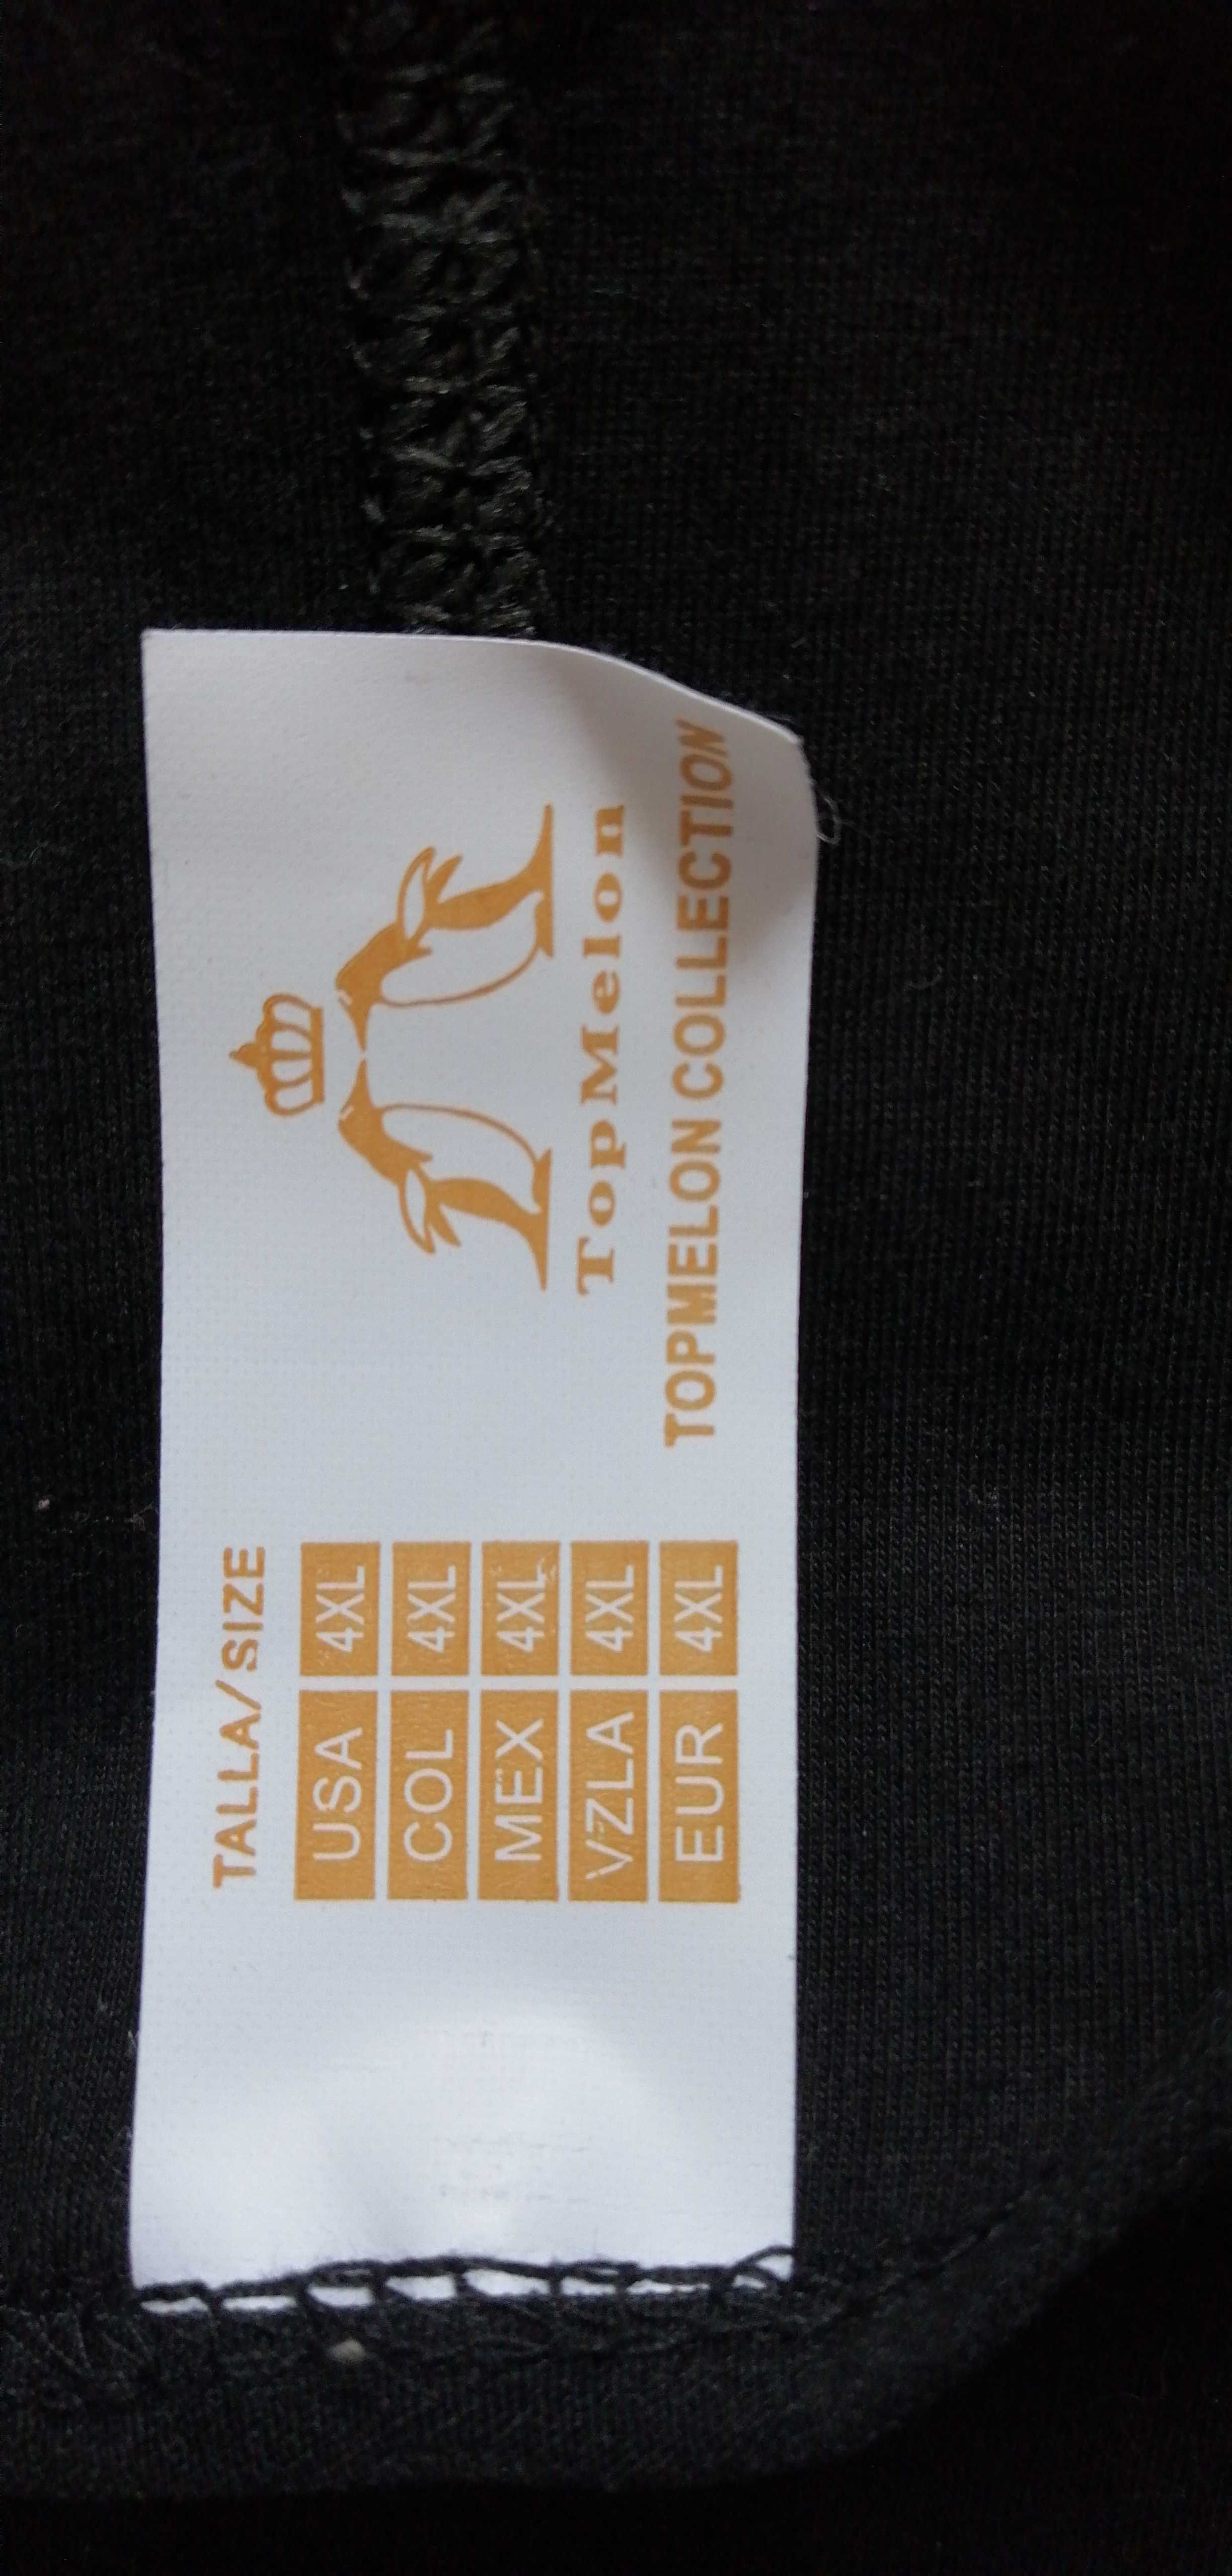 TopMelon
TOPMELON COLLECTION
TALLA/SIZE
USA 4XL
COL 4XL
MEX 4XL
VZLA 4XL
EUR 4XL